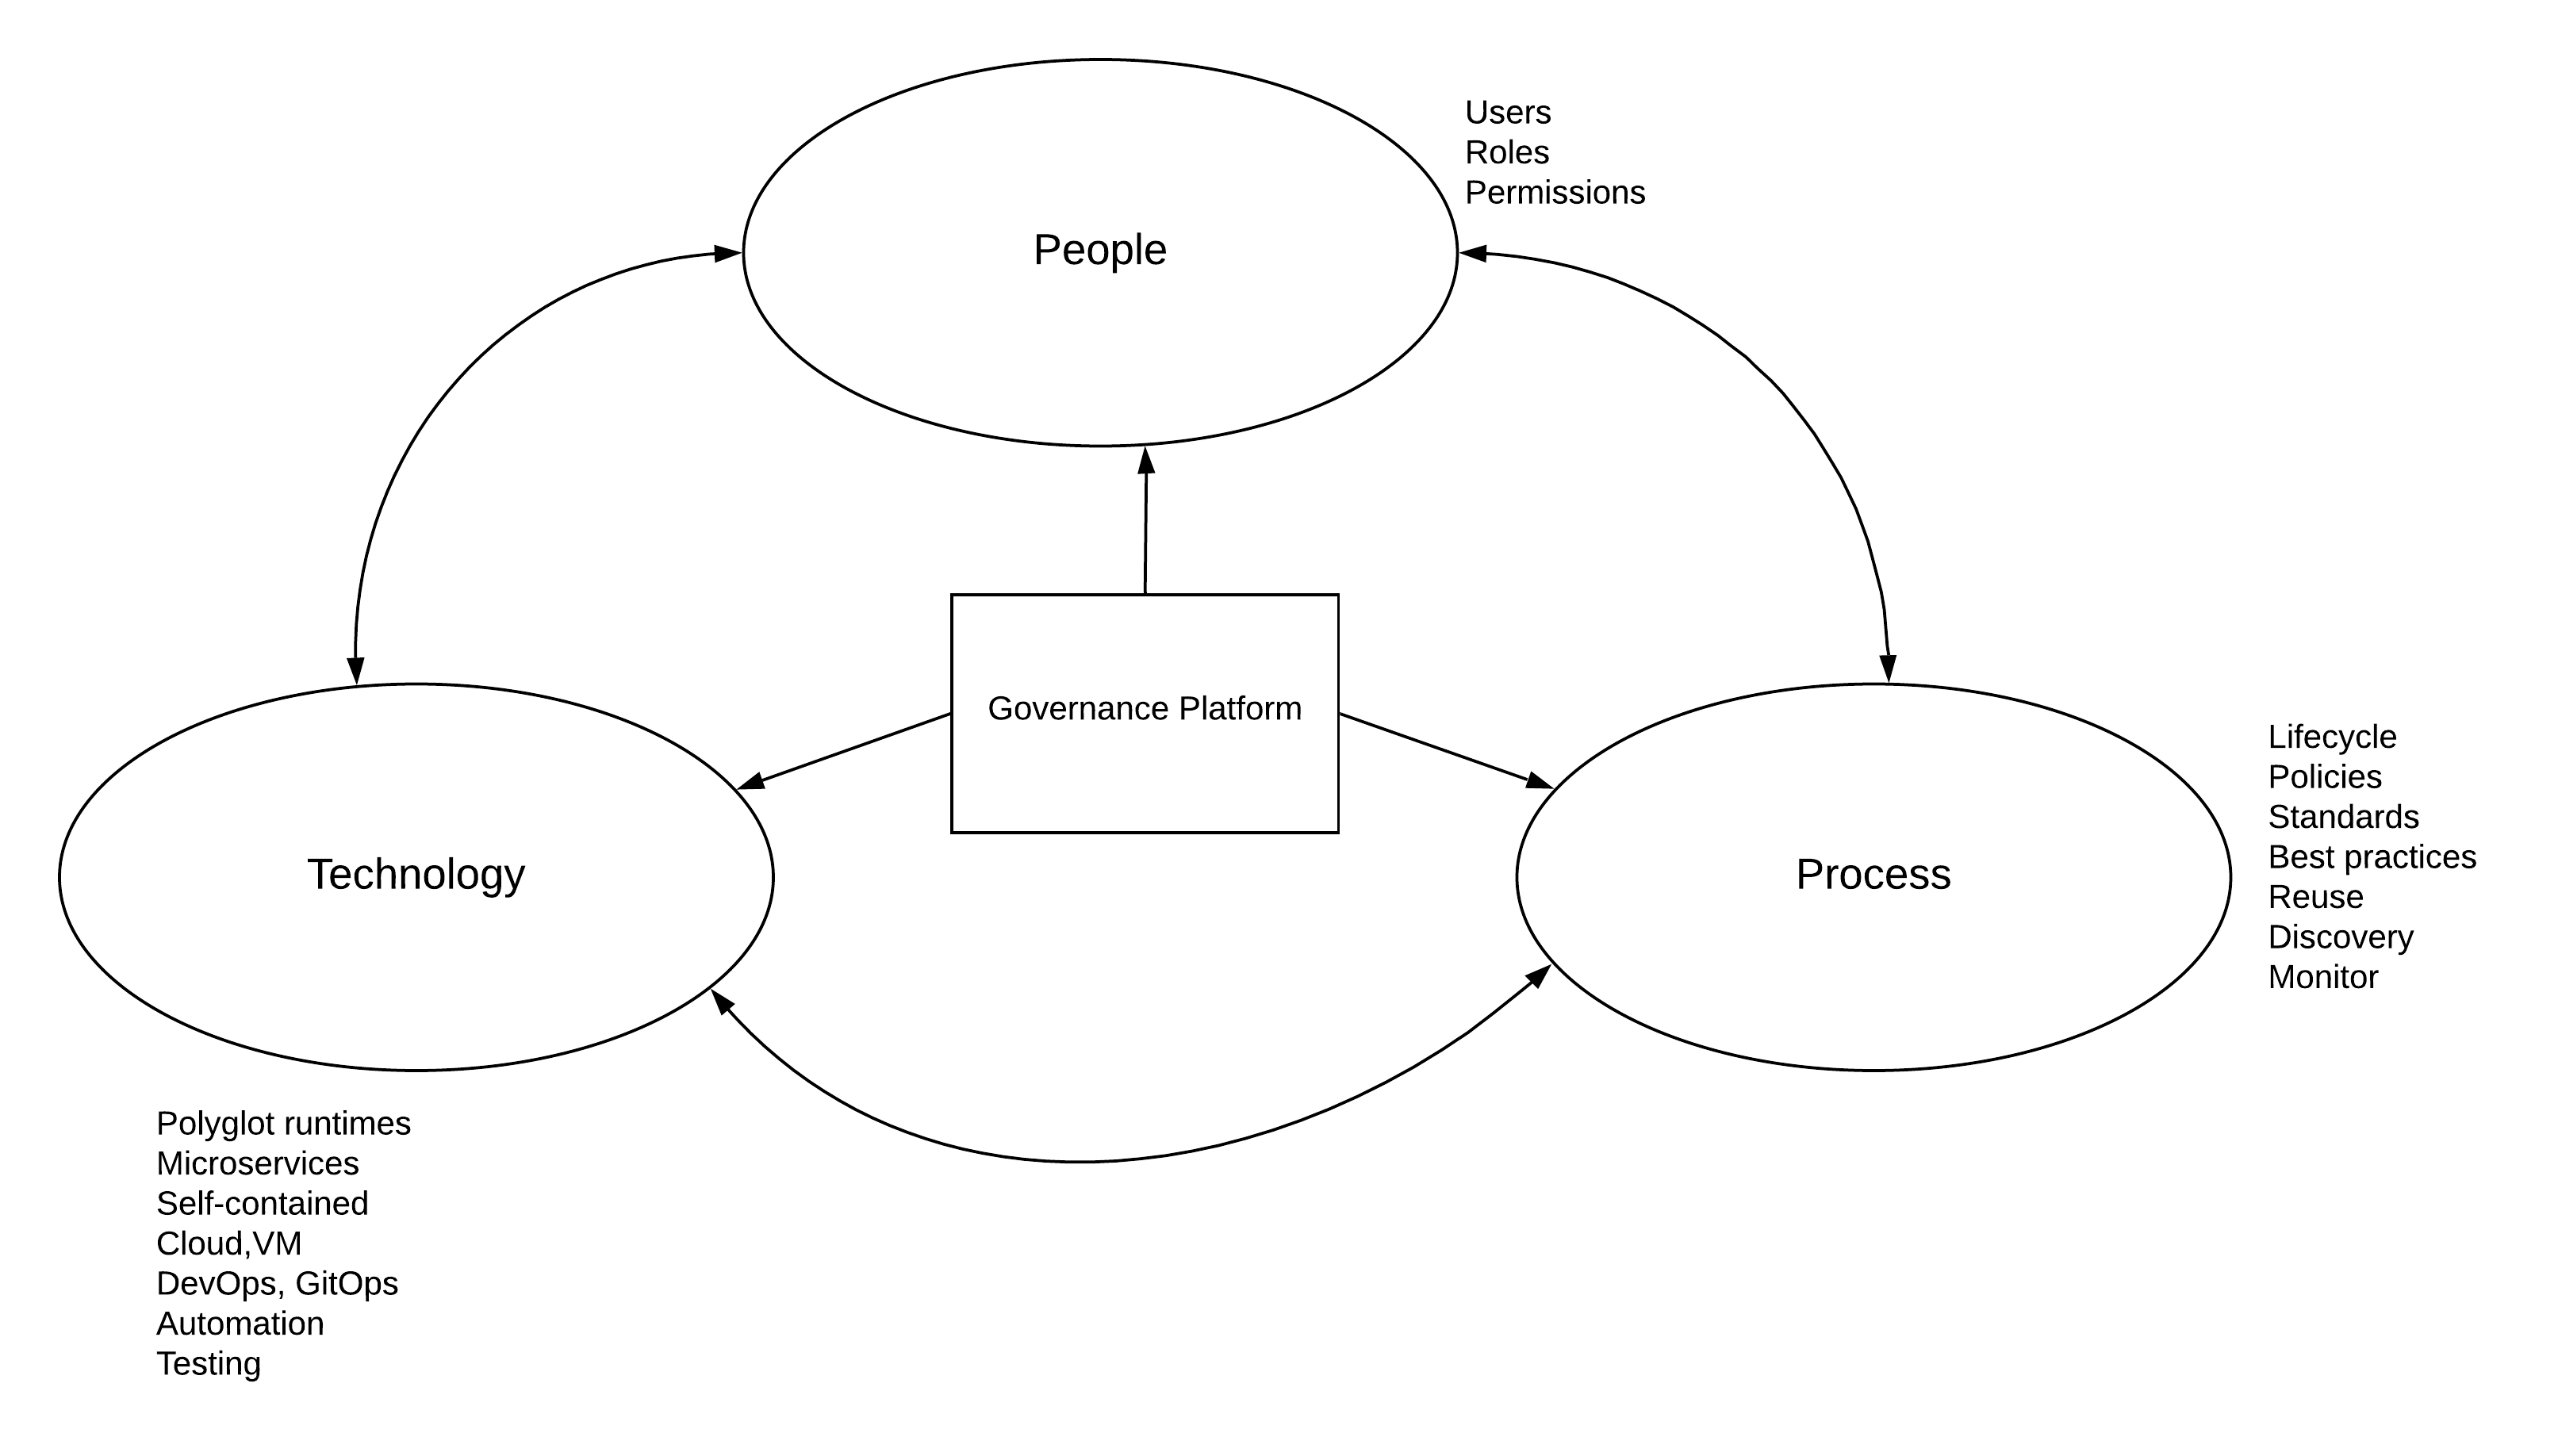 Users
Roles
Permissions
People
Governance Platform
Technology
Process
Lifecycle
Policies
Standards
Best practices
Reuse
Discovery
Monitor
Polyglot runtimes
Microservices
Self-contained
Cloud,VM
DevOps, GitOps
Automation
Testing